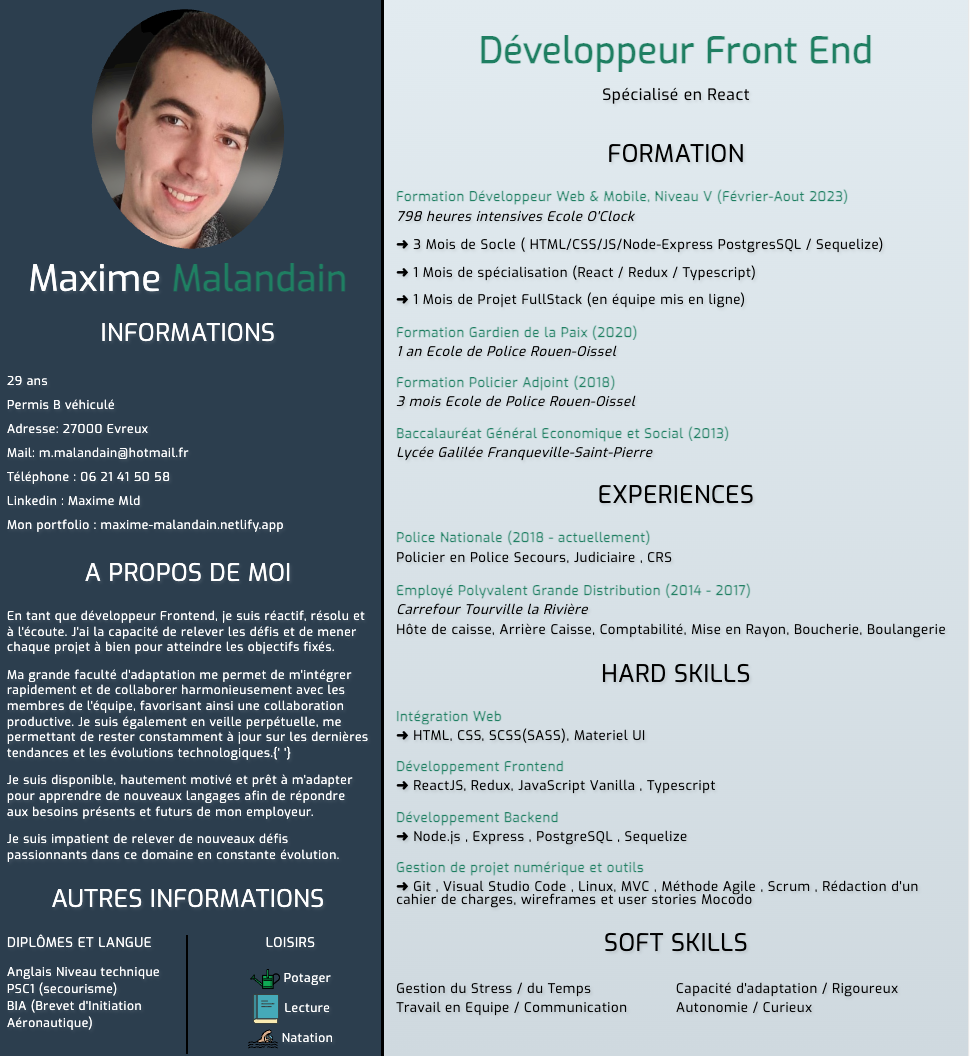 Maxime Malandain
INFORMATIONS
29 ans
Permis B véhiculé
Adresse: 27000 Evreux
Mail: m.malandain@hotmail.fr
Téléphone : 06 21 41 50 58
Linkedin : Maxime Mld
Mon portfolio : maxime-malandain.netlify.app
A PROPOS DE MOI
En tant que développeur Frontend, je suis réactif, résolu et
à l'écoute. J'ai la capacité de relever les défis et de mener
chaque projet à bien pour atteindre les objectifs fixés.
Ma grande faculté d'adaptation me permet de m'intégrer
rapidement et de collaborer harmonieusement avec les
membres de l'équipe, favorisant ainsi une collaboration
productive. Je suis également en veille perpétuelle, me
permettant de rester constamment à jour sur les dernières
tendances et les évolutions technologiques.{' '}
Je suis disponible, hautement motivé et prêt à m'adapter
pour apprendre de nouveaux langages afin de répondre
aux besoins présents et futurs de mon employeur.
Je suis impatient de relever de nouveaux défis
passionnants dans ce domaine en constante évolution.
AUTRES INFORMATIONS
DIPLÔMES ET LANGUE
Anglais Niveau technique
PSC1 (secourisme)
BIA (Brevet d'Initiation
Aéronautique)
LOISIRS
Potager
Lecture
Natation
Développeur Front End
Spécialisé en React
FORMATION
Formation Développeur Web & Mobile, Niveau V (Février-Aout 2023)
798 heures intensives Ecole O'Clock
➜ 3 Mois de Socle ( HTML/CSS/JS/Node-Express PostgresSQL / Sequelize)
➜ 1 Mois de spécialisation (React / Redux / Typescript)
➜ 1 Mois de Projet FullStack (en équipe mis en ligne)
Formation Gardien de la Paix (2020)
1 an Ecole de Police Rouen-Oissel
Formation Policier Adjoint (2018)
3 mois Ecole de Police Rouen-Oissel
Baccalauréat Général Economique et Social (2013)
Lycée Galilée Franqueville-Saint-Pierre
EXPERIENCES
Police Nationale (2018 - actuellement)
Policier en Police Secours, Judiciaire , CRS
Employé Polyvalent Grande Distribution (2014 - 2017)
Carrefour Tourville la Rivière
Hôte de caisse, Arrière Caisse, Comptabilité, Mise en Rayon, Boucherie, Boulangerie
HARD SKILLS
Intégration Web
➜ HTML, CSS, SCSS(SASS), Materiel UI
Développement Frontend
➜ ReactJS, Redux, JavaScript Vanilla , Typescript
Développement Backend
➜ Node.js , Express , PostgreSQL , Sequelize
Gestion de projet numérique et outils
➜ Git , Visual Studio Code , Linux, MVC , Méthode Agile , Scrum , Rédaction d'un
cahier de charges, wireframes et user stories Mocodo
SOFT SKILLS
Gestion du Stress / du Temps
Travail en Equipe / Communication
Capacité d'adaptation / Rigoureux
Autonomie / Curieux